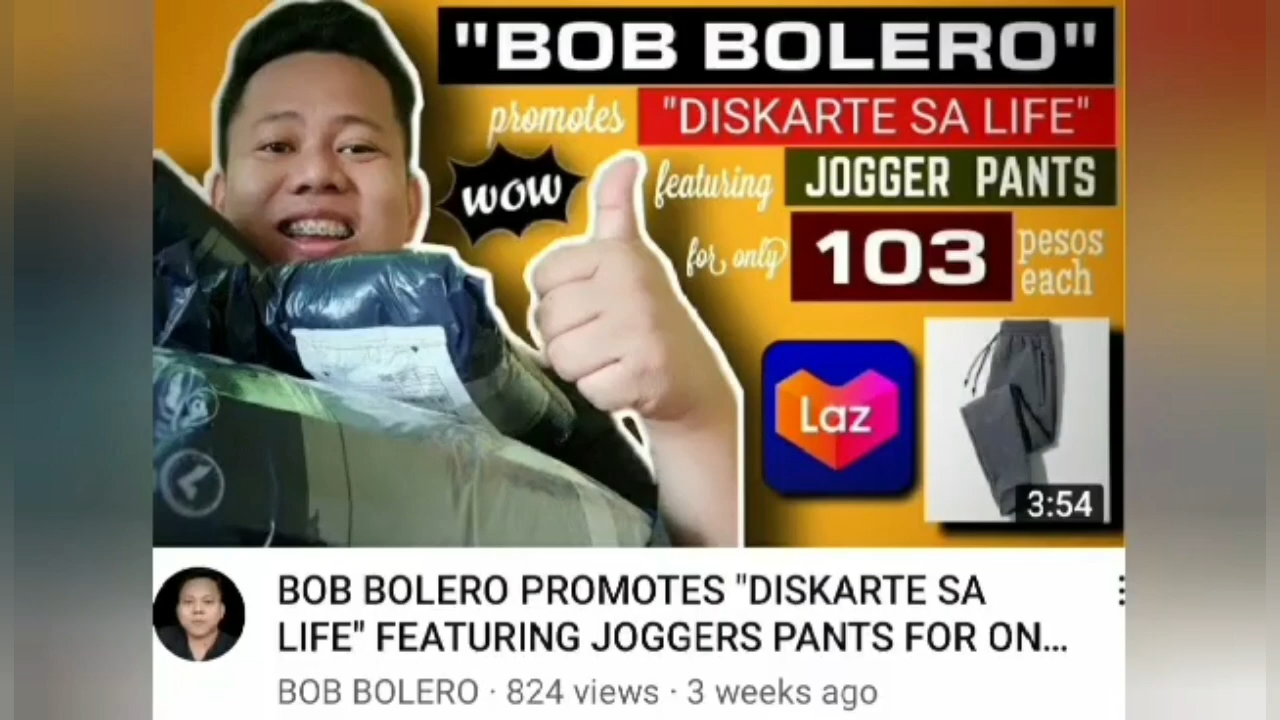 "BOB BOLERO"
promotes "DISKARTE SA LIFE"
WOW
featuring JOGGER PANTS
for only 103 pesos each
Laz
3:54
BOB BOLERO PROMOTES "DISKARTE SA
LIFE" FEATURING JOGGERS PANTS FOR ON...
BOB BOLERO · 824 views · 3 weeks ago